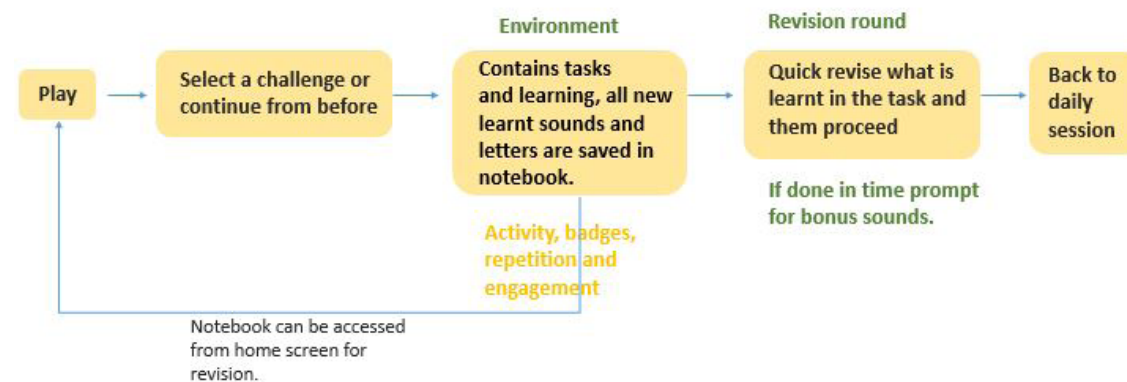 Play
Select a challenge or
continue from before
Environment
Contains tasks
and learning, all new
learnt sounds and
letters are saved in
notebook.
Activity, badges,
repetition and
engagement
Revision round
Quick revise what is
learnt in the task and
them proceed
If done in time prompt
for bonus sounds.
Back to
daily
session
Notebook can be accessed
from home screen for
revision.